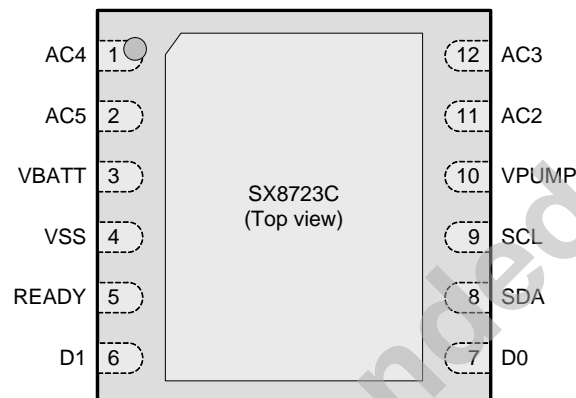 AC4 1 12 AC3
AC5 2 11 AC2
VBATT 3 10 VPUMP
SX8723C
(Top view)
VSS 4 9 SCL
READY 5 8 SDA
D1 6 7 D0